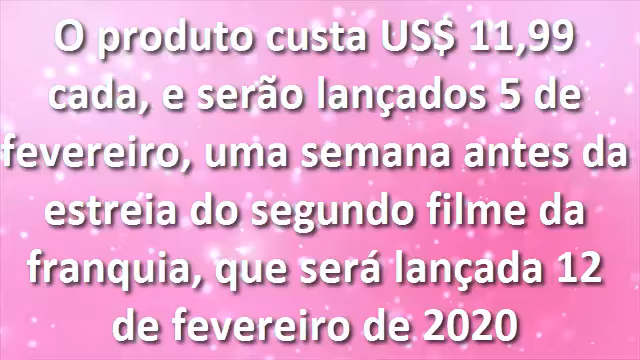 O produto custa US$ 11,99
cada, e serão lançados 5 de
fevereiro, uma semana antes da
estreia do segundo filme da
franquia, que será lançada 12
de fevereiro de 2020